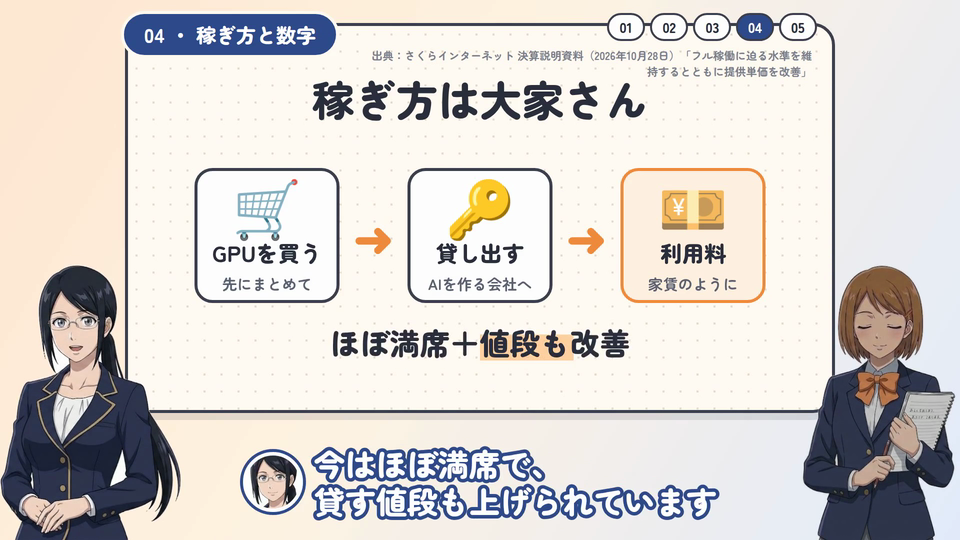 04 ・ 稼ぎ方と数字
01 02 03 04 05
出典：さくらインターネット 決算説明資料（2026年10月28日）「フル稼働に迫る水準を維
持するとともに提供単価を改善」
稼ぎ方は大家さん
GPUを買う
先にまとめて
貸し出す
AIを作る会社へ
¥
利用料
家賃のように
ほぼ満席＋値段も改善
今はほぼ満席で、
貸す値段も上げられています